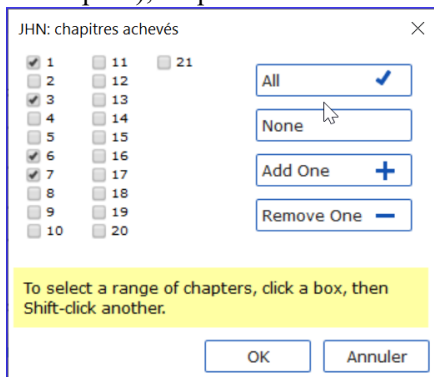 JHN: chapitres achevés
1 11 21
2 12
3 13
4 14
5 15
6 16
7 17
8 18
9 19
10 20
All
None
Add One
Remove One
To select a range of chapters, click a box, then
Shift-click another.
OK Annuler